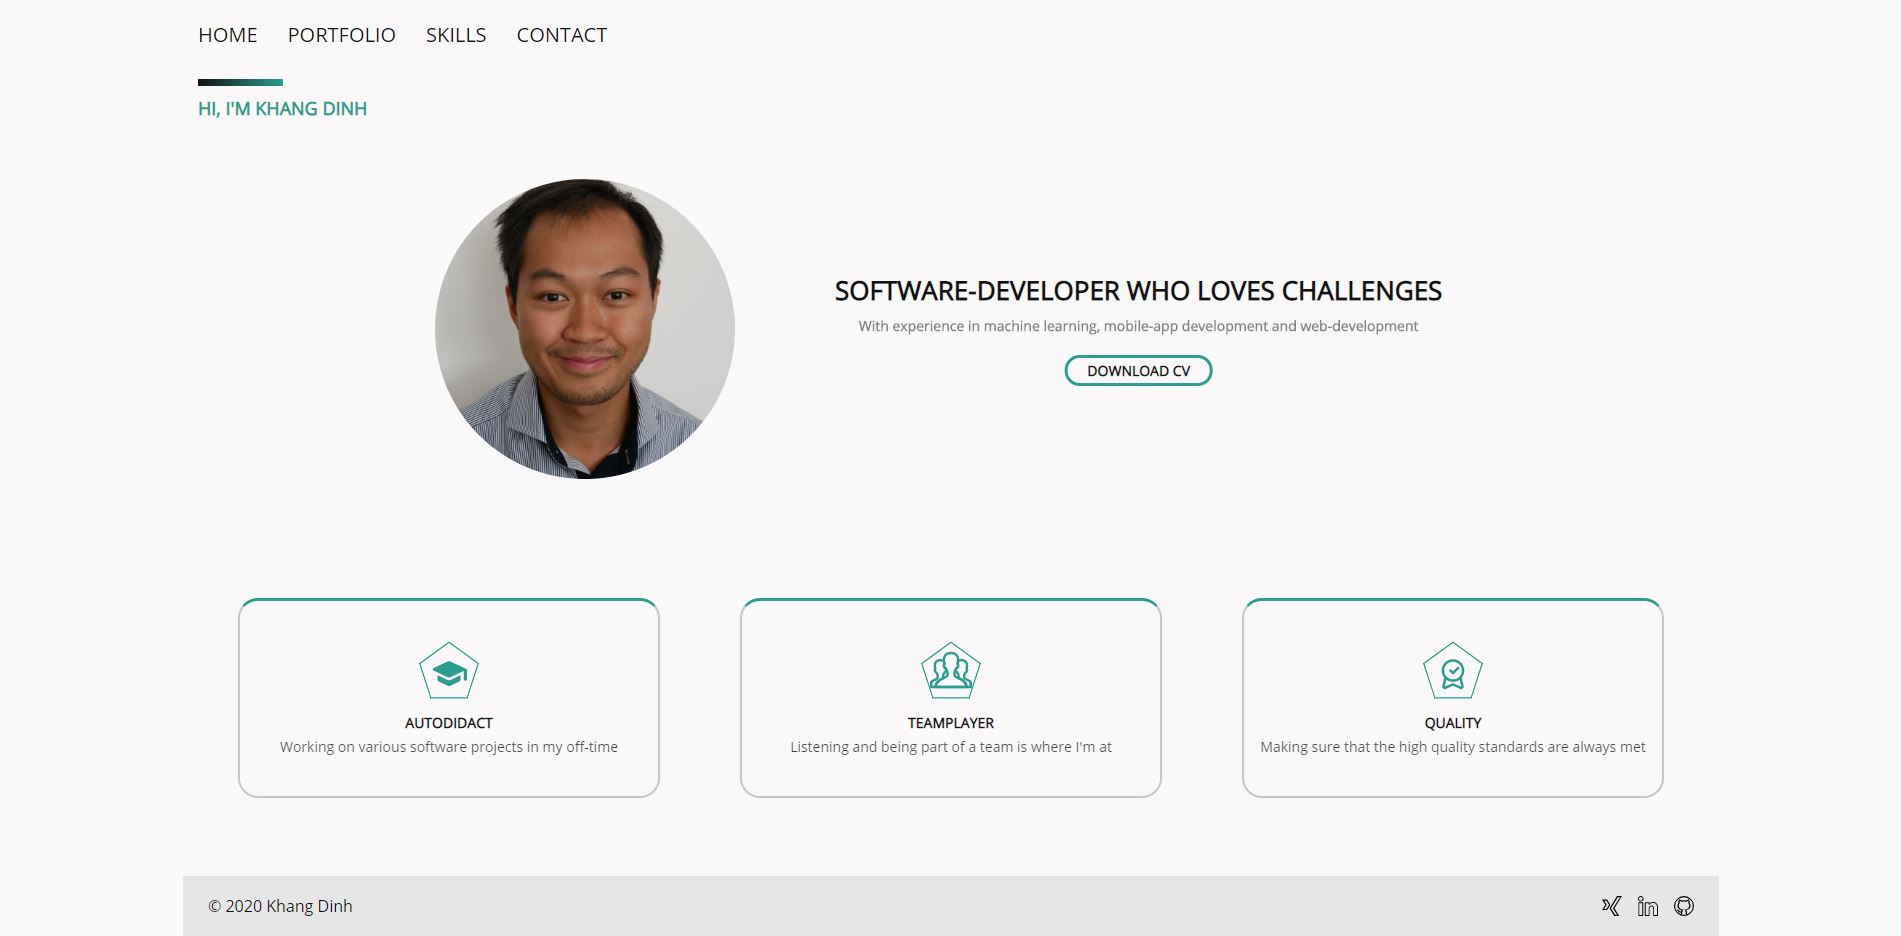 HOME PORTFOLIO SKILLS CONTACT
HI, I'M KHANG DINH
SOFTWARE-DEVELOPER WHO LOVES CHALLENGES
With experience in machine learning, mobile-app development and web-development
DOWNLOAD CV
AUTODIDACT
Working on various software projects in my off-time
TEAMPLAYER
Listening and being part of a team is where I'm at
QUALITY
Making sure that the high quality standards are always met
© 2020 Khang Dinh
in